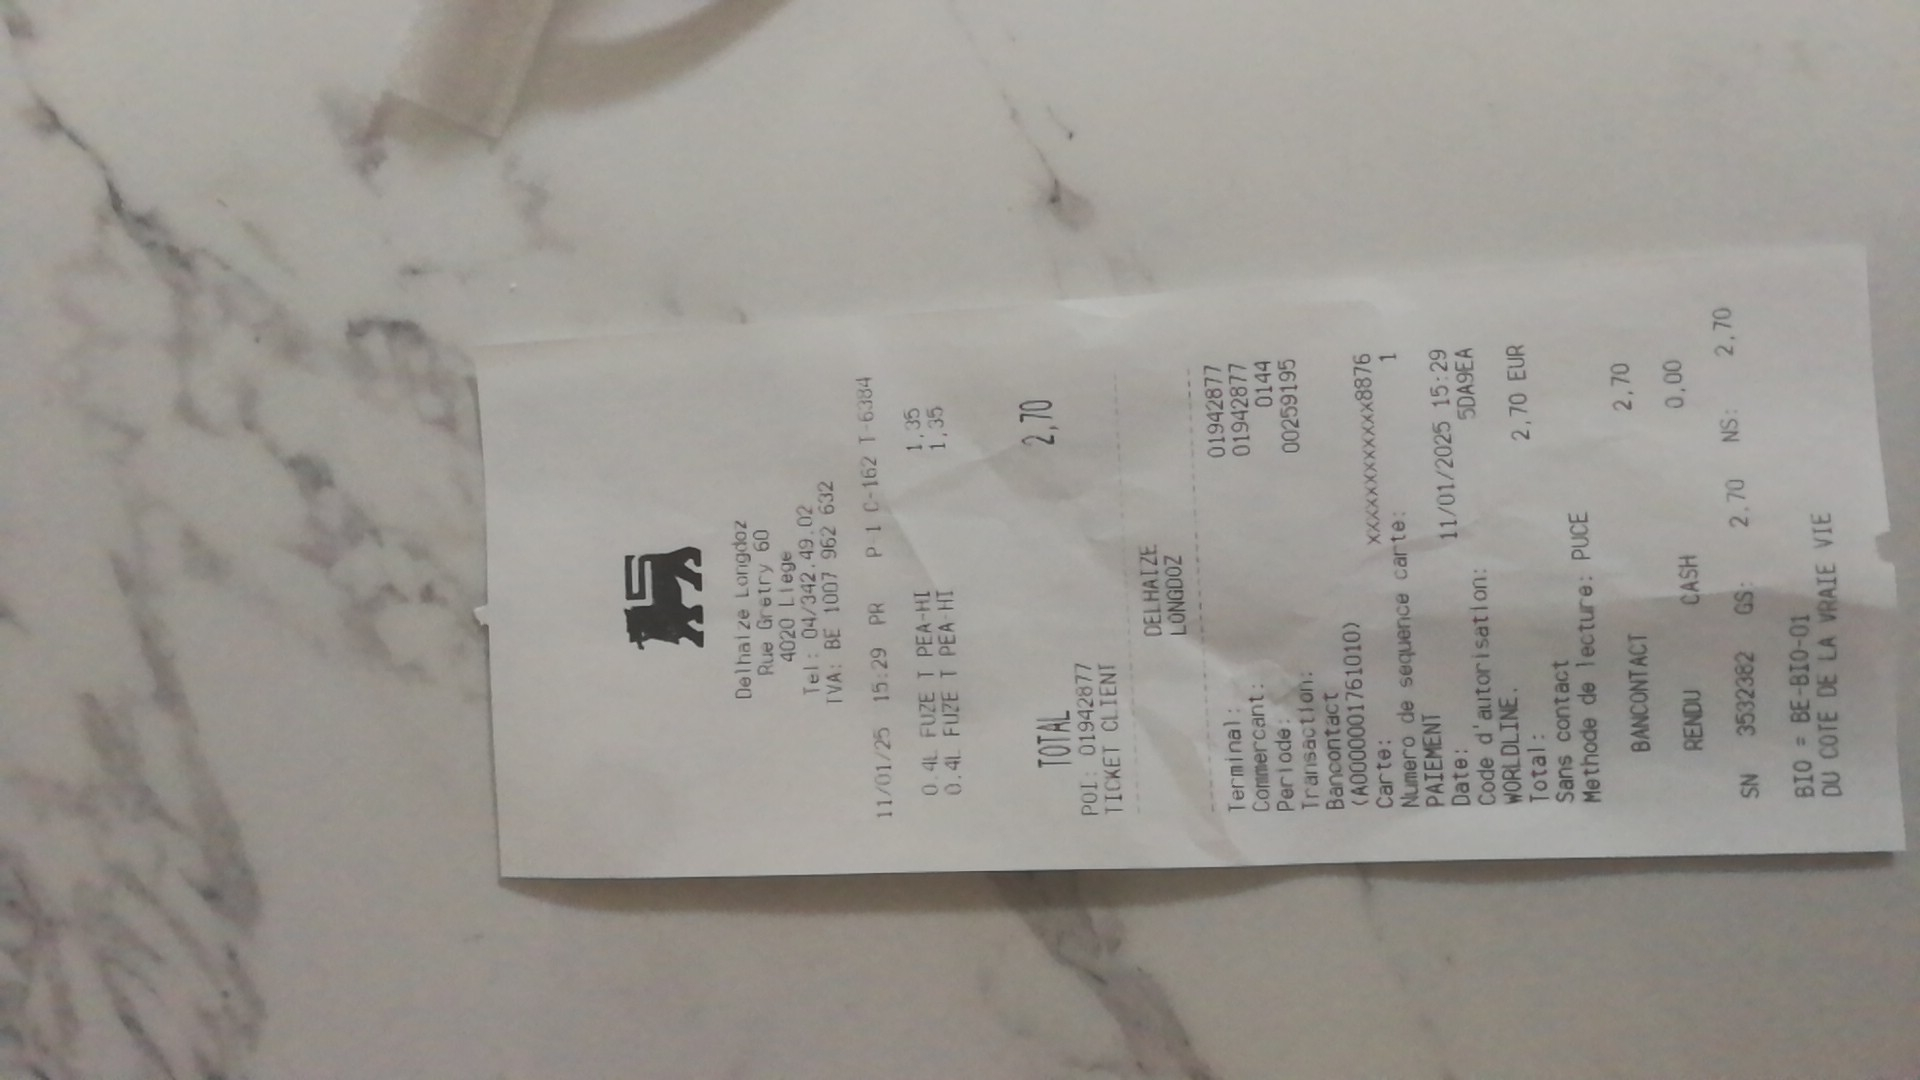 Delhaize Longdoz
Rue Gretry 60
4020 Liege
Tel: 04/342.49.02
TVA: BE 1007 962 632
11/01/25 15:29 PR P-1 C-162 T-6384
0.4L FUZE T PEA-HI 1,35
0.4L FUZE T PEA-HI 1,35
TOTAL 2,70
POI: 01942877
TICKET CLIENT
DELHAIZE
LONGDOZ
Terminal: 01942877
Commercant: 01942877
Periode: 0144
Transaction: 00259195
Bancontact
(A0000001761010)
Carte: xxxxxxxxxxxxx8876
Numero de sequence carte: 1
PAIEMENT
Date: 11/01/2025 15:29
Code d'autorisation: 5DA9EA
WORLDLINE.
Total: 2,70 EUR
Sans contact
Methode de lecture: PUCE
BANCONTACT 2,70
RENDU CASH 0,00
SN 3532382 GS: 2.70 NS: 2,70
BIO = BE-BIO-01
DU COTE DE LA VRAIE VIE